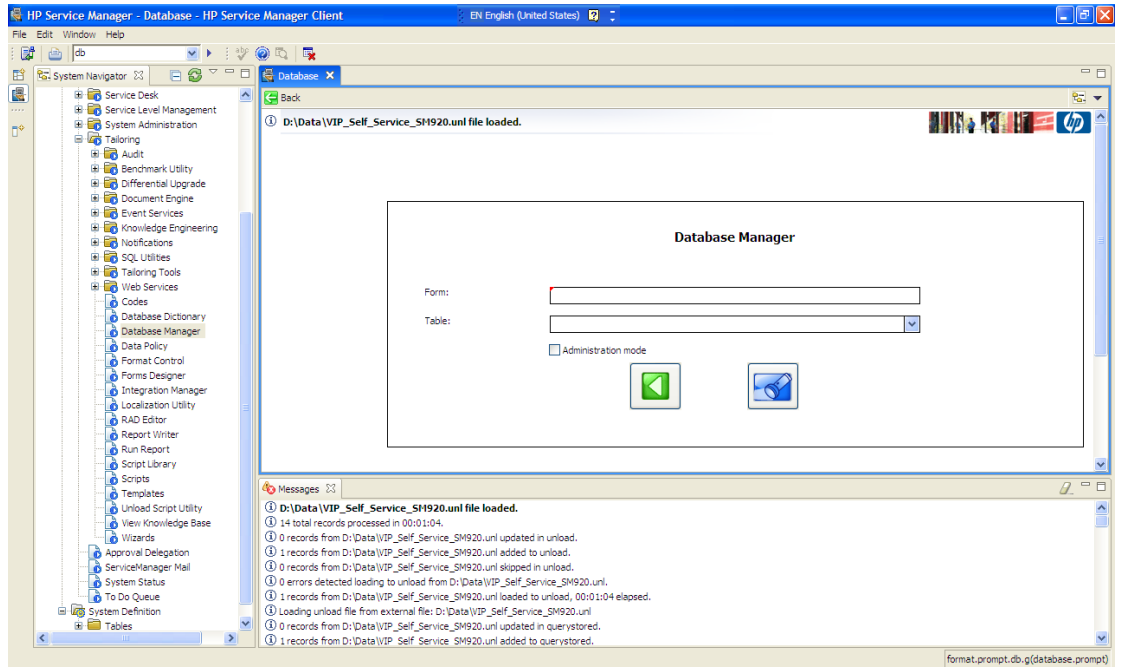 HP Service Manager - Database - HP Service Manager Client
EN English (United States)
File Edit Window Help
db
System Navigator
Service Desk
Service Level Management
System Administration
Tailoring
Audit
Benchmark Utility
Differential Upgrade
Document Engine
Event Services
Knowledge Engineering
Notifications
SQL Utilities
Tailoring Tools
Web Services
Codes
Database Dictionary
Database Manager
Data Policy
Format Control
Forms Designer
Integration Manager
Localization Utility
RAD Editor
Report Writer
Run Report
Script Library
Scripts
Templates
Unload Script Utility
View Knowledge Base
Wizards
Approval Delegation
ServiceManager Mail
System Status
To Do Queue
System Definition
Tables
Database
Back
D:\Data\VIP_Self_Service_SM920.unl file loaded.
hp
Database Manager
Form:
Table:
Administration mode
Messages
D:\Data\VIP_Self_Service_SM920.unl file loaded.
14 total records processed in 00:01:04.
0 records from D:\Data\VIP_Self_Service_SM920.unl updated in unload.
1 records from D:\Data\VIP_Self_Service_SM920.unl added to unload.
0 records from D:\Data\VIP_Self_Service_SM920.unl skipped in unload.
0 errors detected loading to unload from D:\Data\VIP_Self_Service_SM920.unl.
1 records from D:\Data\VIP_Self_Service_SM920.unl loaded to unload, 00:01:04 elapsed.
Loading unload file from external file: D:\Data\VIP_Self_Service_SM920.unl
0 records from D:\Data\VIP_Self_Service_SM920.unl updated in querystored.
1 records from D:\Data\VIP_Self_Service_SM920.unl added to querystored.
format.prompt.db.g(database.prompt)